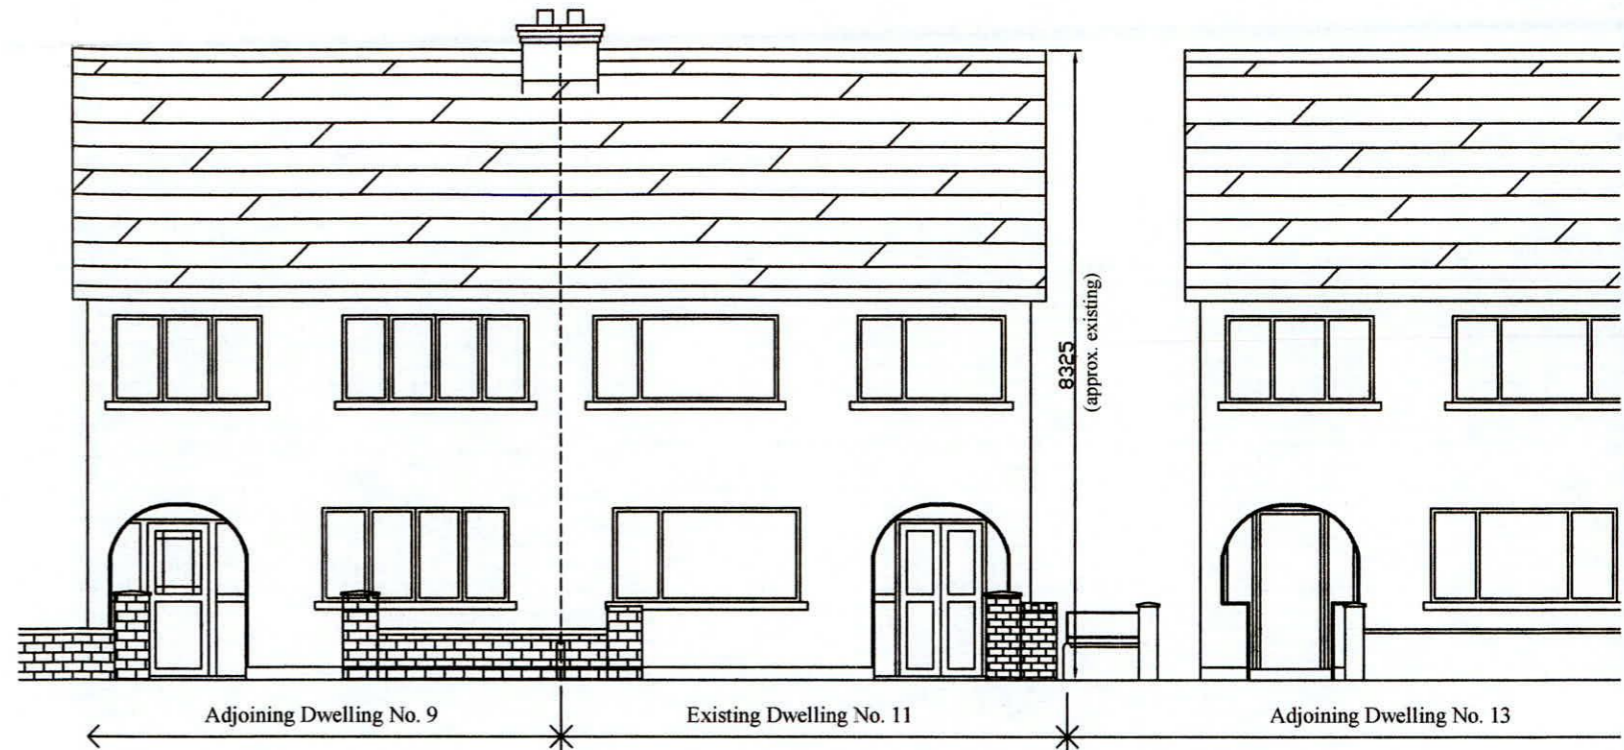 8325
(approx. existing)
Adjoining Dwelling No. 9
Existing Dwelling No. 11
Adjoining Dwelling No. 13